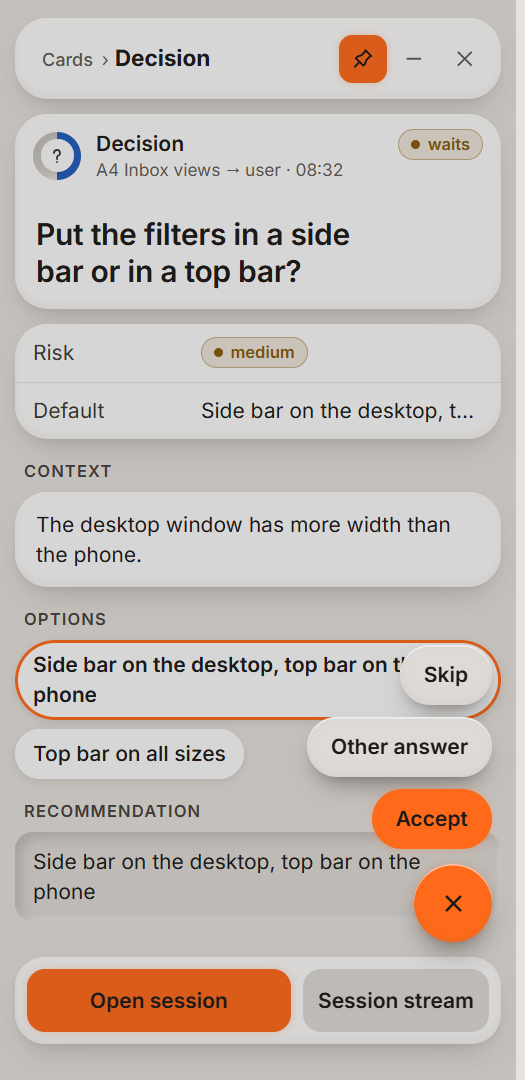 Cards › Decision
Decision
waits
A4 Inbox views → user · 08:32
Put the filters in a side
bar or in a top bar?
Risk
medium
Default
Side bar on the desktop, t...
CONTEXT
The desktop window has more width than
the phone.
OPTIONS
Side bar on the desktop, top bar on
phone
Skip
Top bar on all sizes
Other answer
RECOMMENDATION
Accept
Side bar on the desktop, top bar on the
phone
Open session
Session stream